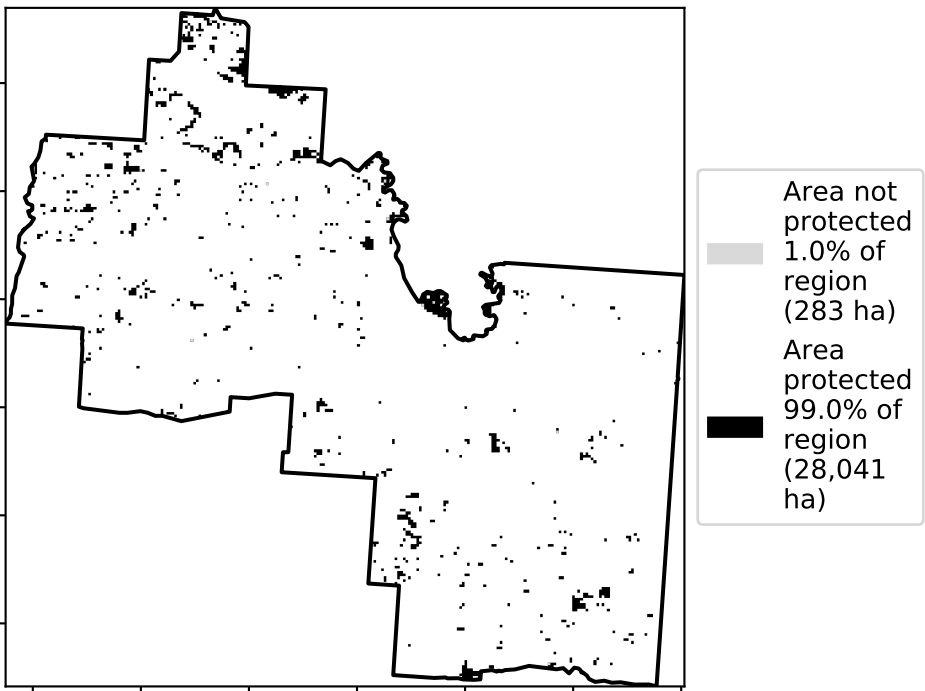 Area not
protected
1.0% of
region
(283 ha)
Area
protected
99.0% of
region
(28,041
ha)